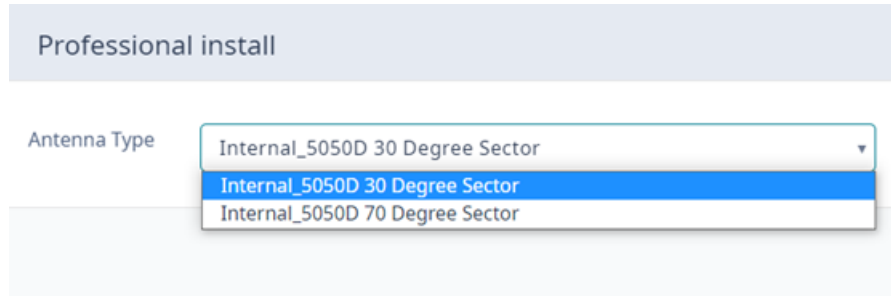 Professional install
Antenna Type
Internal_5050D 30 Degree Sector
Internal_5050D 30 Degree Sector
Internal_5050D 70 Degree Sector